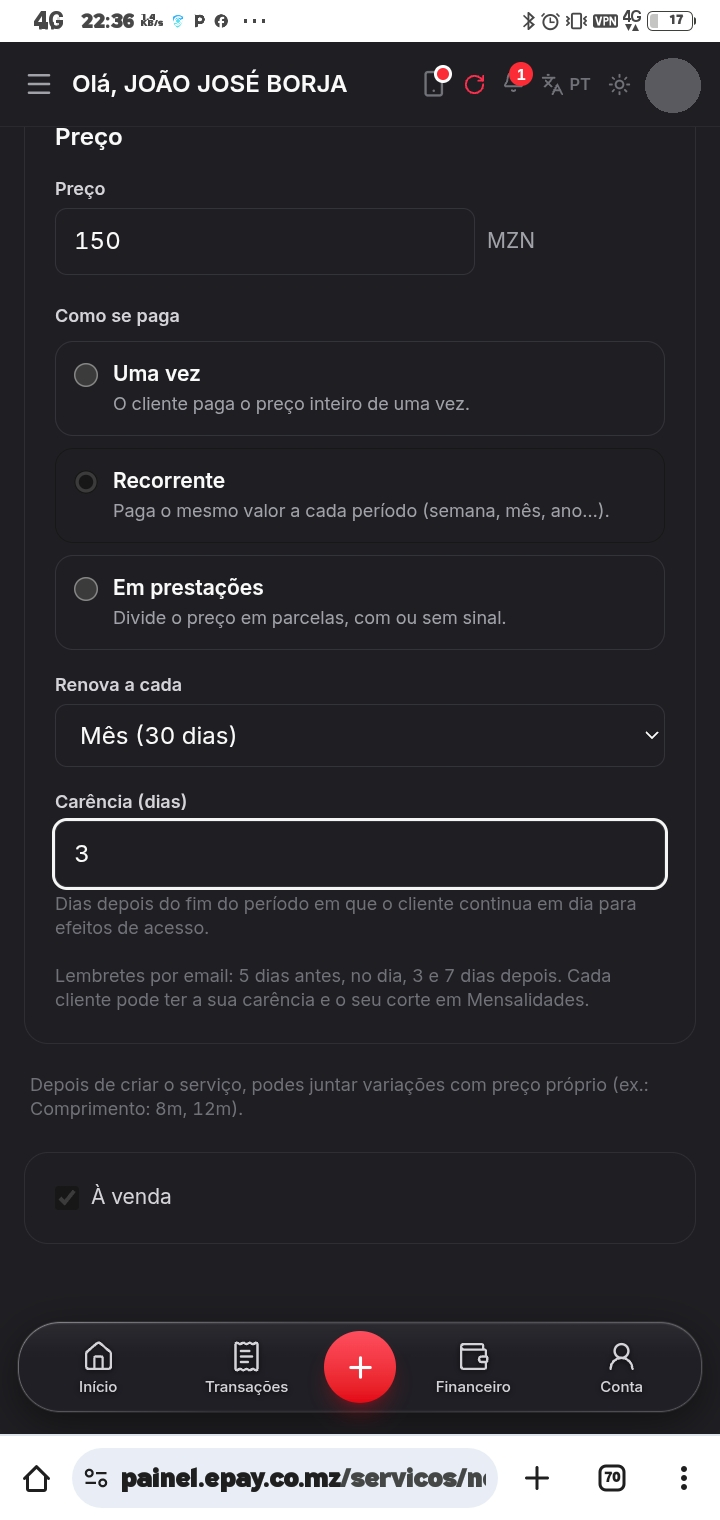 4G 22:36 1.4 KB/s P ... VPN 4G 17
Olá, JOÃO JOSÉ BORJA 1 PT
Preço
Preço
150 MZN
Como se paga
Uma vez
O cliente paga o preço inteiro de uma vez.
Recorrente
Paga o mesmo valor a cada período (semana, mês, ano...).
Em prestações
Divide o preço em parcelas, com ou sem sinal.
Renova a cada
Mês (30 dias)
Carência (dias)
3
Dias depois do fim do período em que o cliente continua em dia para
efeitos de acesso.
Lembretes por email: 5 dias antes, no dia, 3 e 7 dias depois. Cada
cliente pode ter a sua carência e o seu corte em Mensalidades.
Depois de criar o serviço, podes juntar variações com preço próprio (ex.:
Comprimento: 8m, 12m).
À venda
Início Transações Financeiro Conta
painel.epay.co.mz/servicos/n 70